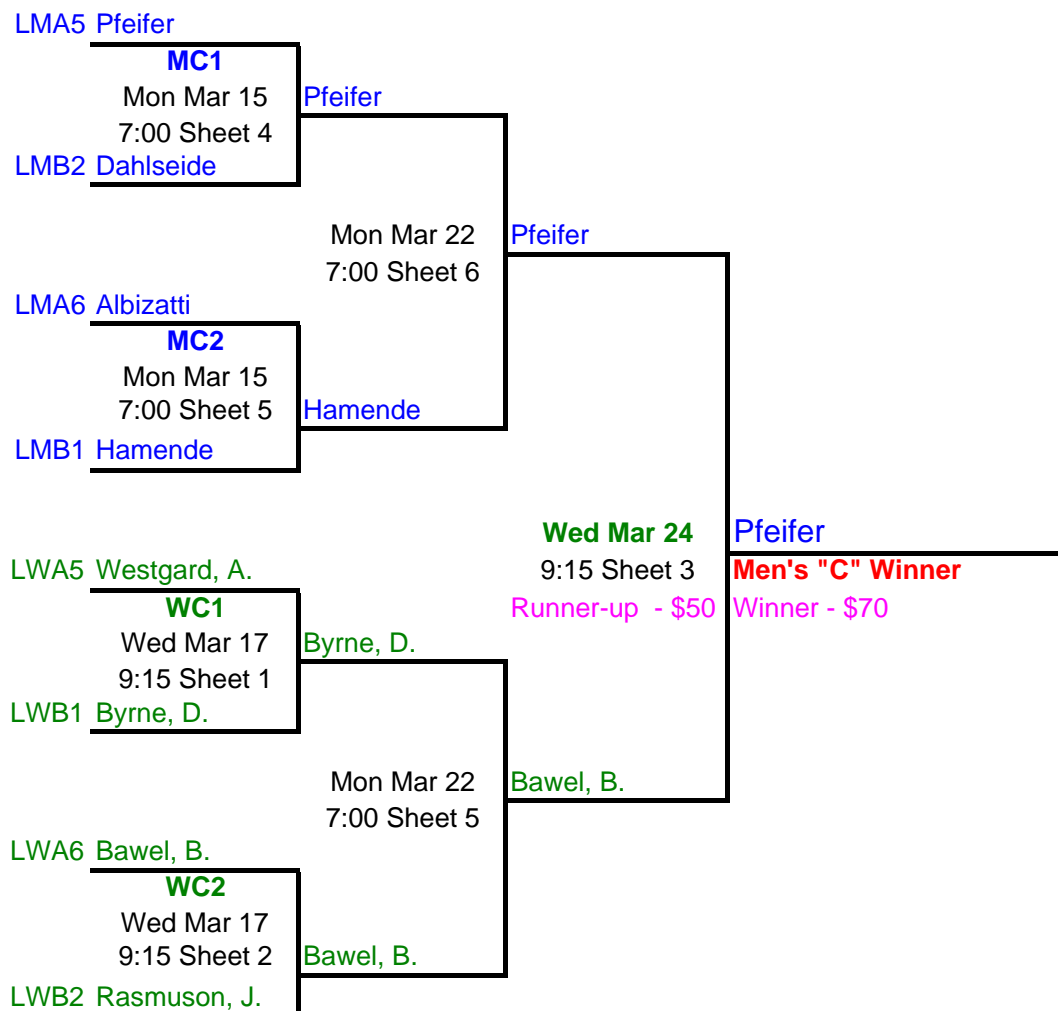 LMA5 Pfeifer
MC1
Mon Mar 15
Pfeifer
7:00 Sheet 4
LMB2 Dahlseide
Mon Mar 22
Pfeifer
7:00 Sheet 6
LMA6 Albizatti
MC2
Mon Mar 15
7:00 Sheet 5
Hamende
LMB1 Hamende
Wed Mar 24
Pfeifer
9:15 Sheet 3
Men's "C" Winner
Runner-up - $50
Winner - $70
LWA5 Westgard, A.
WC1
Wed Mar 17
Byrne, D.
9:15 Sheet 1
LWB1 Byrne, D.
Mon Mar 22
Bawel, B.
7:00 Sheet 5
LWA6 Bawel, B.
WC2
Wed Mar 17
9:15 Sheet 2
Bawel, B.
LWB2 Rasmuson, J.